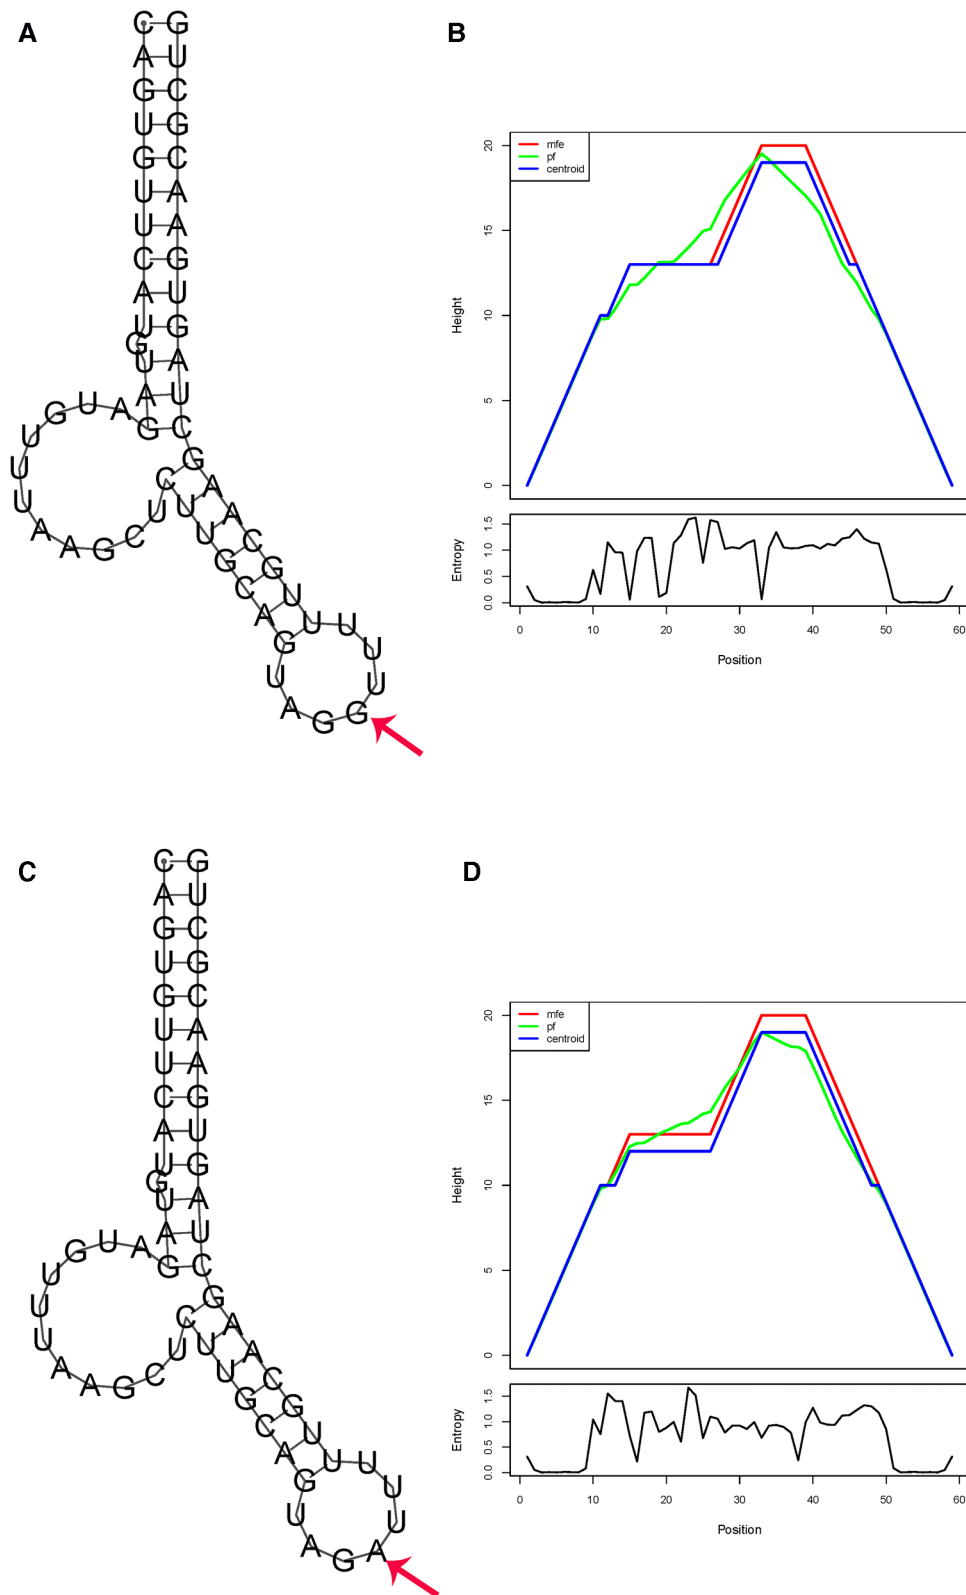 A
C G
A U
G C
U G
G C
U A
U A
C G
A U
U G
G
U A
A U
G C
A U G U U U A A G C U
C U U G C A G
U A G G U U U
U U G C A A G
B
mfe
pf
centroid
20
15
10
5
0
Height
1.5
1.0
0.5
0.0
Entropy
0 10 20 30 40 50 60
Position
C
C G
A U
G C
U G
G C
U A
U A
C G
A U
U G
G
U A
A U
G C
A U G U U U A A G C U
C U U G C A G
U A G A U U U
U U G C A A G
D
mfe
pf
centroid
20
15
10
5
0
Height
1.5
1.0
0.5
0.0
Entropy
0 10 20 30 40 50 60
Position